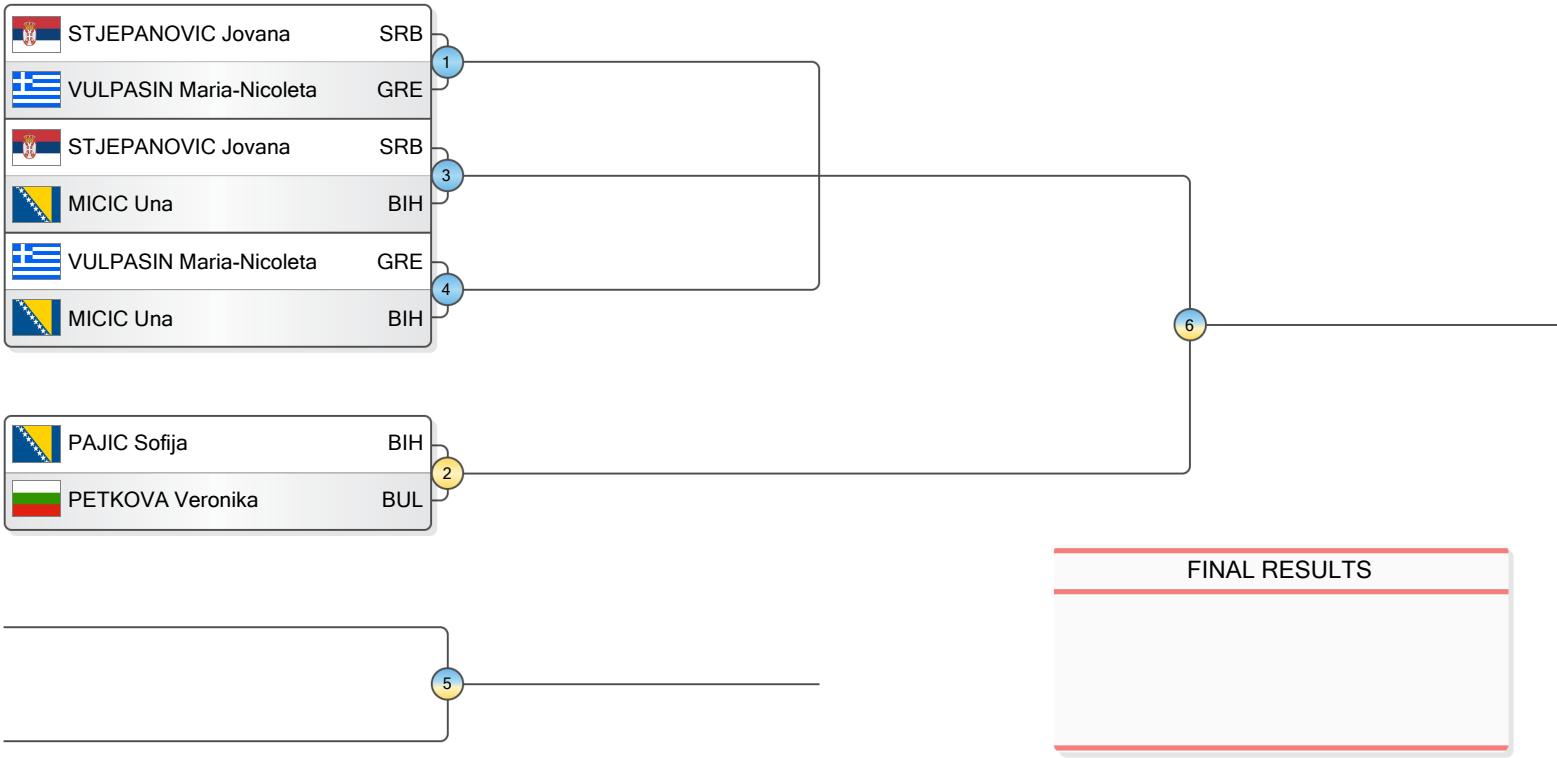 STJEPANOVIC Jovana SRB
1
VULPASIN Maria-Nicoleta GRE
STJEPANOVIC Jovana SRB
3
MICIC Una BIH
VULPASIN Maria-Nicoleta GRE
4
MICIC Una BIH
6
PAJIC Sofija BIH
2
PETKOVA Veronika BUL
FINAL RESULTS
5